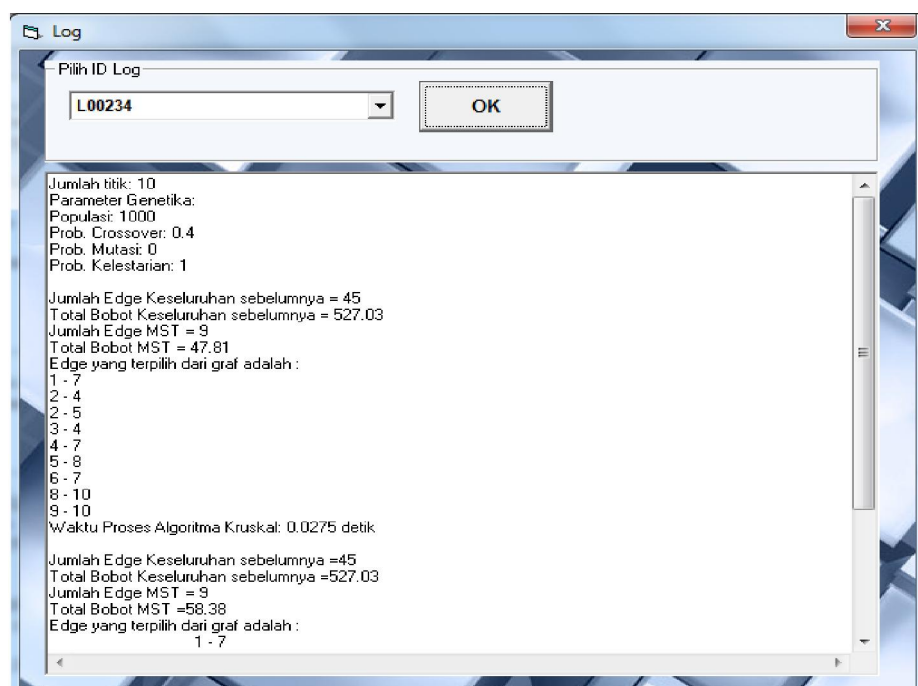 Log
Pilih ID Log
L00234
OK
Jumlah titik: 10
Parameter Genetika:
Populasi: 1000
Prob. Crossover: 0.4
Prob. Mutasi: 0
Prob. Kelestarian: 1
Jumlah Edge Keseluruhan sebelumnya = 45
Total Bobot Keseluruhan sebelumnya = 527.03
Jumlah Edge MST = 9
Total Bobot MST = 47.81
Edge yang terpilih dari graf adalah :
1 - 7
2 - 4
2 - 5
3 - 4
4 - 7
5 - 8
6 - 7
8 - 10
9 - 10
Waktu Proses Algoritma Kruskal: 0.0275 detik
Jumlah Edge Keseluruhan sebelumnya =45
Total Bobot Keseluruhan sebelumnya =527.03
Jumlah Edge MST = 9
Total Bobot MST =58.38
Edge yang terpilih dari graf adalah :
1 - 7